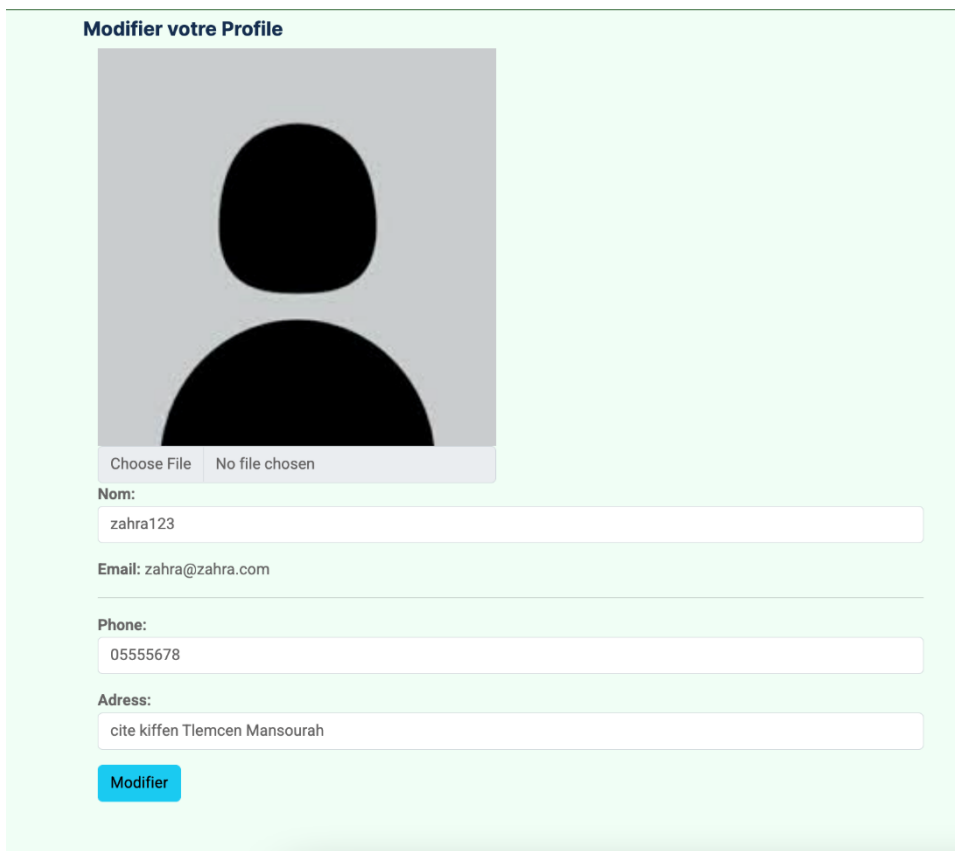 Modifier votre Profile
Choose File No file chosen
Nom:
zahra123
Email: zahra@zahra.com
Phone:
05555678
Adress:
cite kiffen Tlemcen Mansourah
Modifier